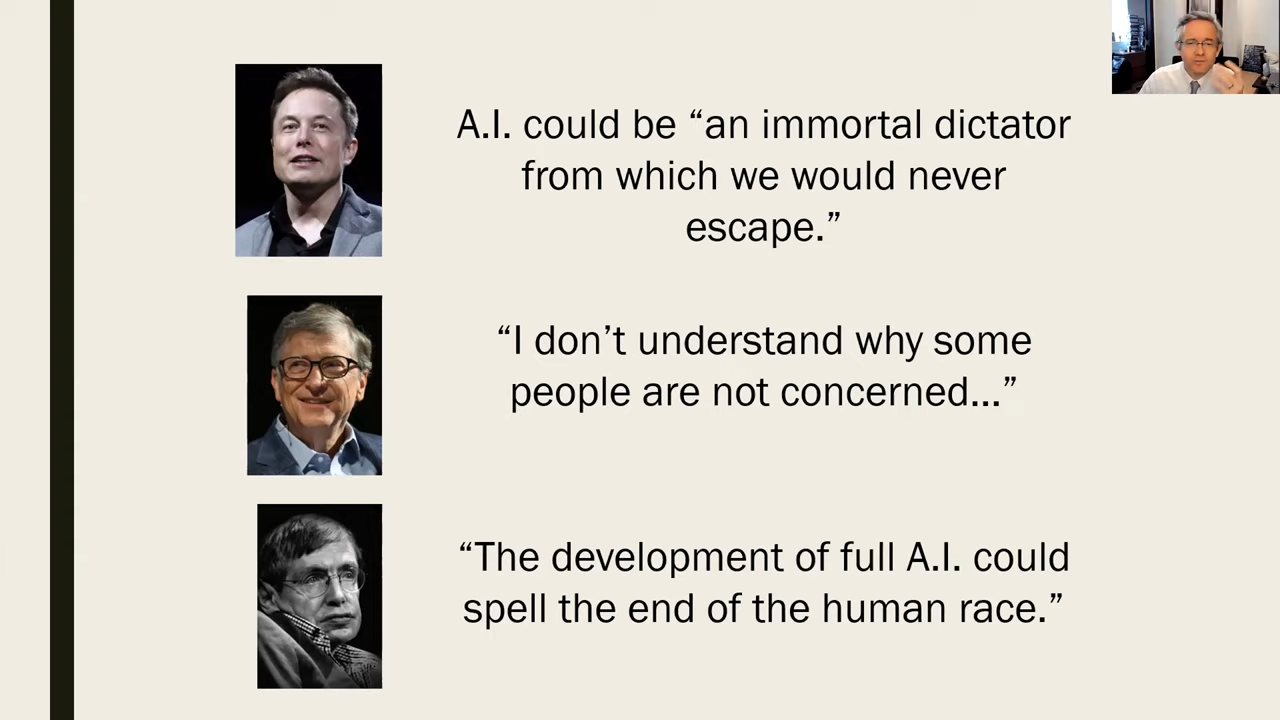 A.I. could be “an immortal dictator
from which we would never
escape.”
“I don’t understand why some
people are not concerned...”
“The development of full A.I. could
spell the end of the human race.”